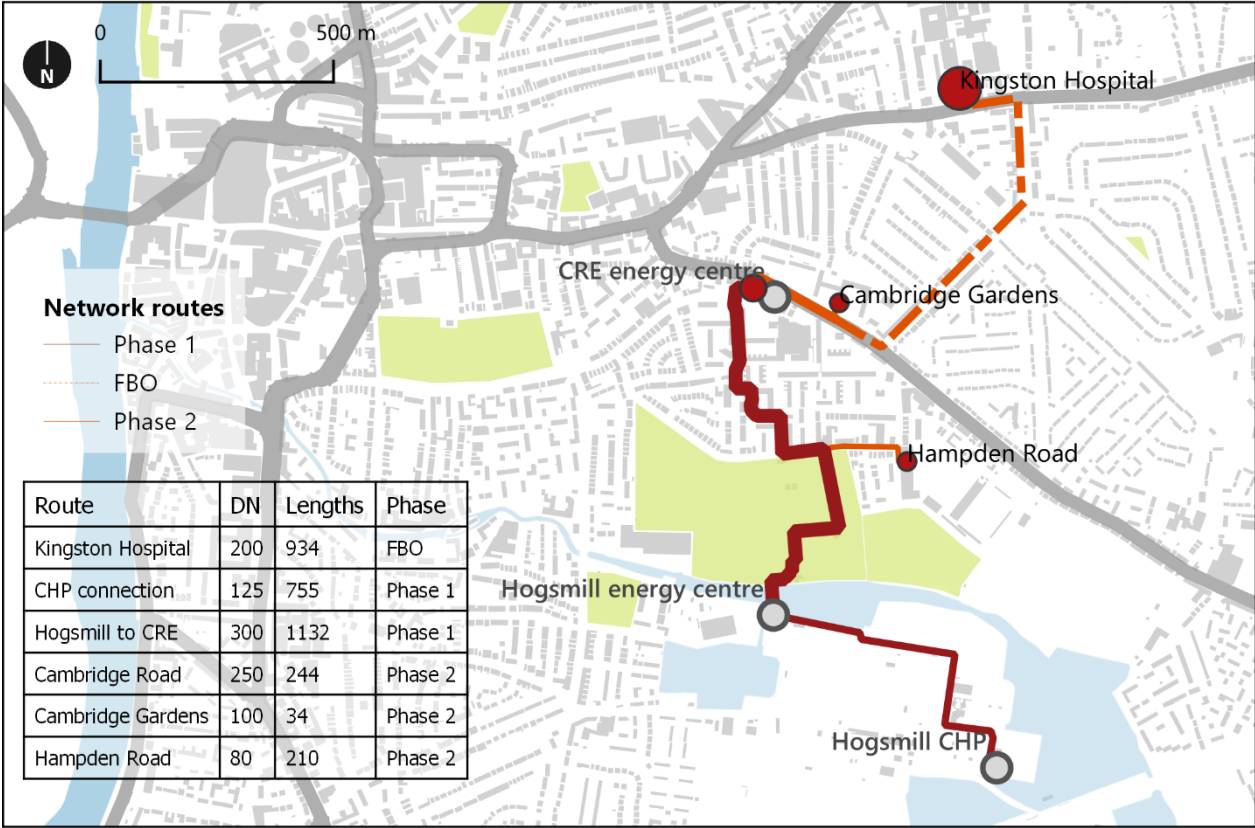 0 500 m
N
Kingston Hospital
CRE energy centre
Cambridge Gardens
Network routes
Phase 1
FBO
Phase 2
Hampden Road
Route DN Lengths Phase
Kingston Hospital 200 934 FBO
CHP connection 125 755 Phase 1
Hogsmill to CRE 300 1132 Phase 1
Cambridge Road 250 244 Phase 2
Cambridge Gardens 100 34 Phase 2
Hampden Road 80 210 Phase 2
Hogsmill energy centre
Hogsmill CHP